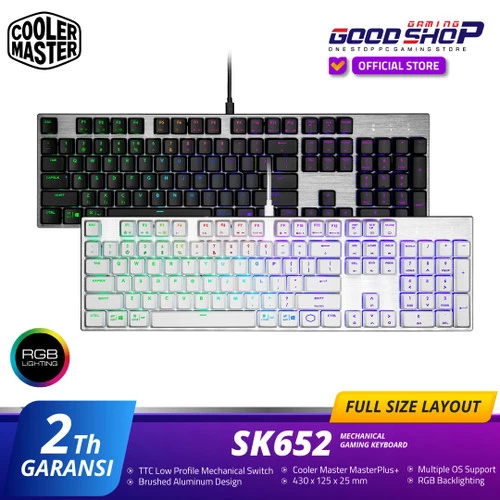 COOLER
MASTER
GAMING
GOODSHOP
ONE STOP PC GAMING STORE
OFFICIAL STORE
RGB
LIGHTING
FULL SIZE LAYOUT
2Th
GARANSI
SK652
MECHANICAL
GAMING KEYBOARD
• TTC Low Profile Mechanical Switch
• Brushed Aluminum Design
• Cooler Master MasterPlus+
• 430 x 125 x 25 mm
• Multiple OS Support
• RGB Backlighting